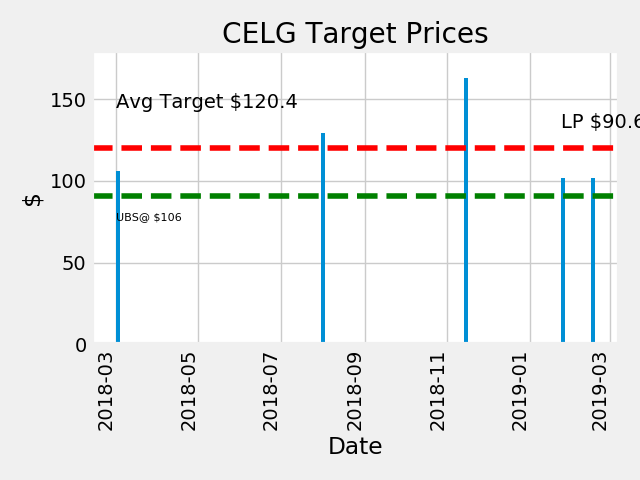 CELG Target Prices
150
100
50
0
$
Avg Target $120.4
LP $90.6
UBS@ $106
2018-03
2018-05
2018-07
2018-09
2018-11
2019-01
2019-03
Date